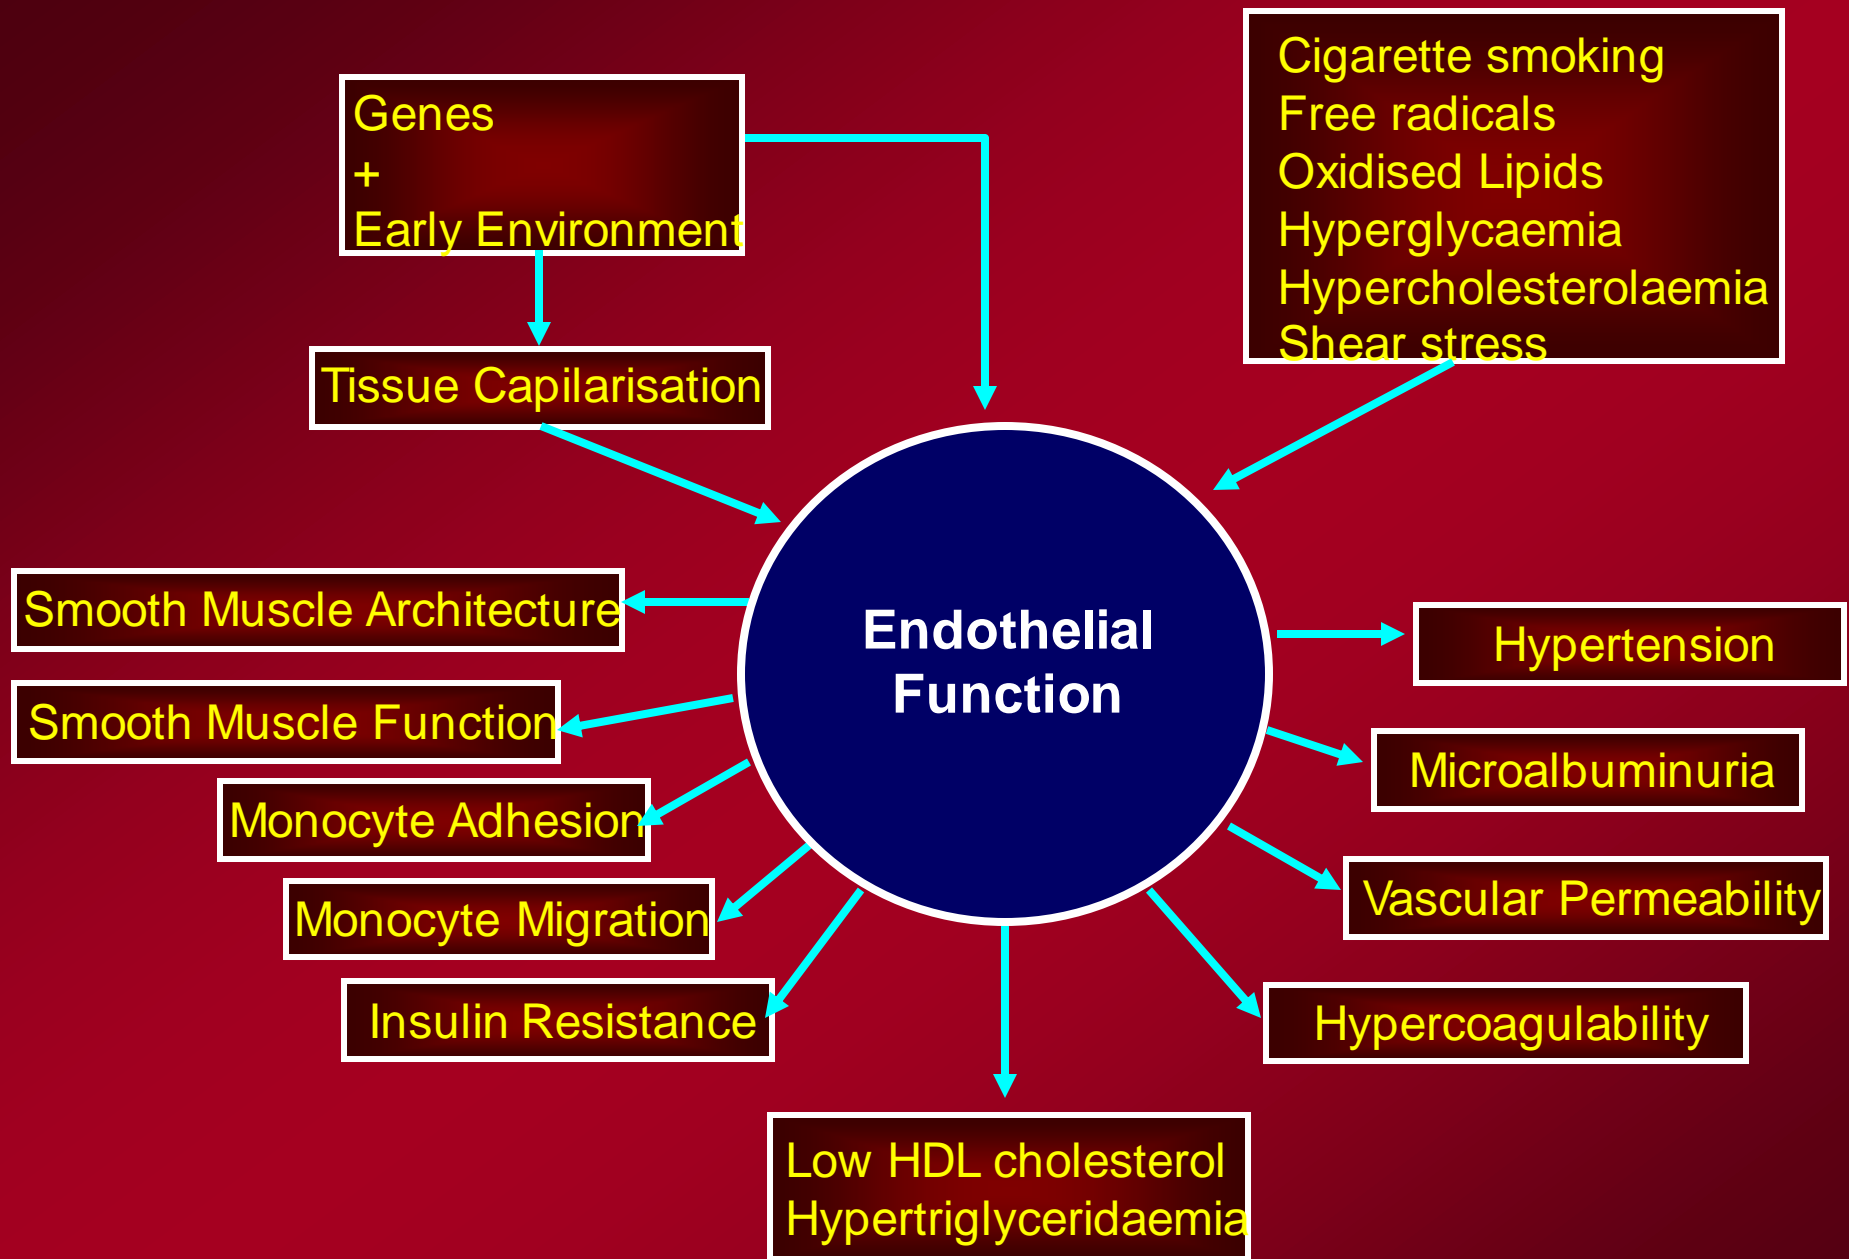 Genes
+
Early Environment
Cigarette smoking
Free radicals
Oxidised Lipids
Hyperglycaemia
Hypercholesterolaemia
Shear stress
Tissue Capilarisation
Endothelial
Function
Smooth Muscle Architecture
Smooth Muscle Function
Monocyte Adhesion
Monocyte Migration
Insulin Resistance
Low HDL cholesterol
Hypertriglyceridaemia
Hypertension
Microalbuminuria
Vascular Permeability
Hypercoagulability